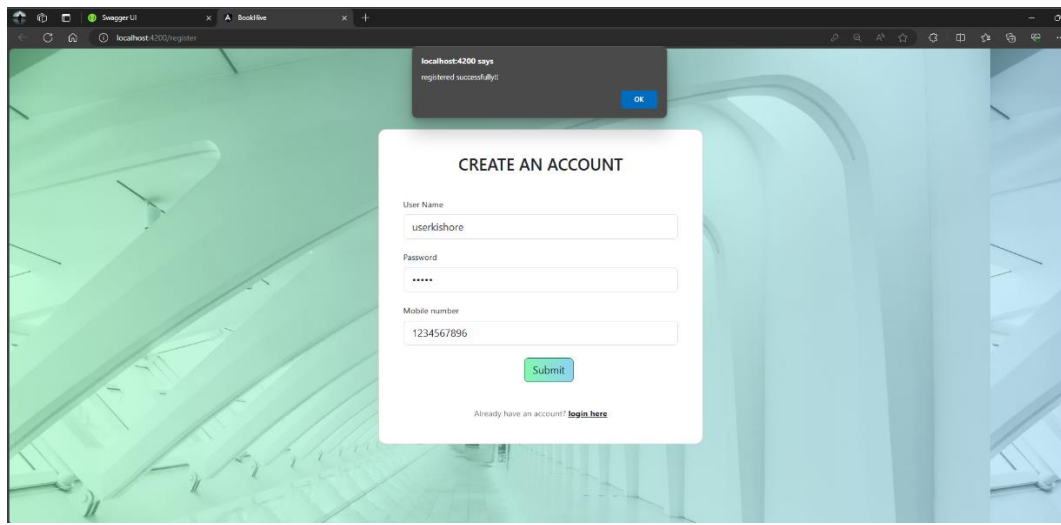 Swagger UI
BookHive
localhost:4200/register
localhost:4200 says
registered successfully!!
OK
CREATE AN ACCOUNT
User Name
userkishore
Password
•••••
Mobile number
1234567896
Submit
Already have an account? login here